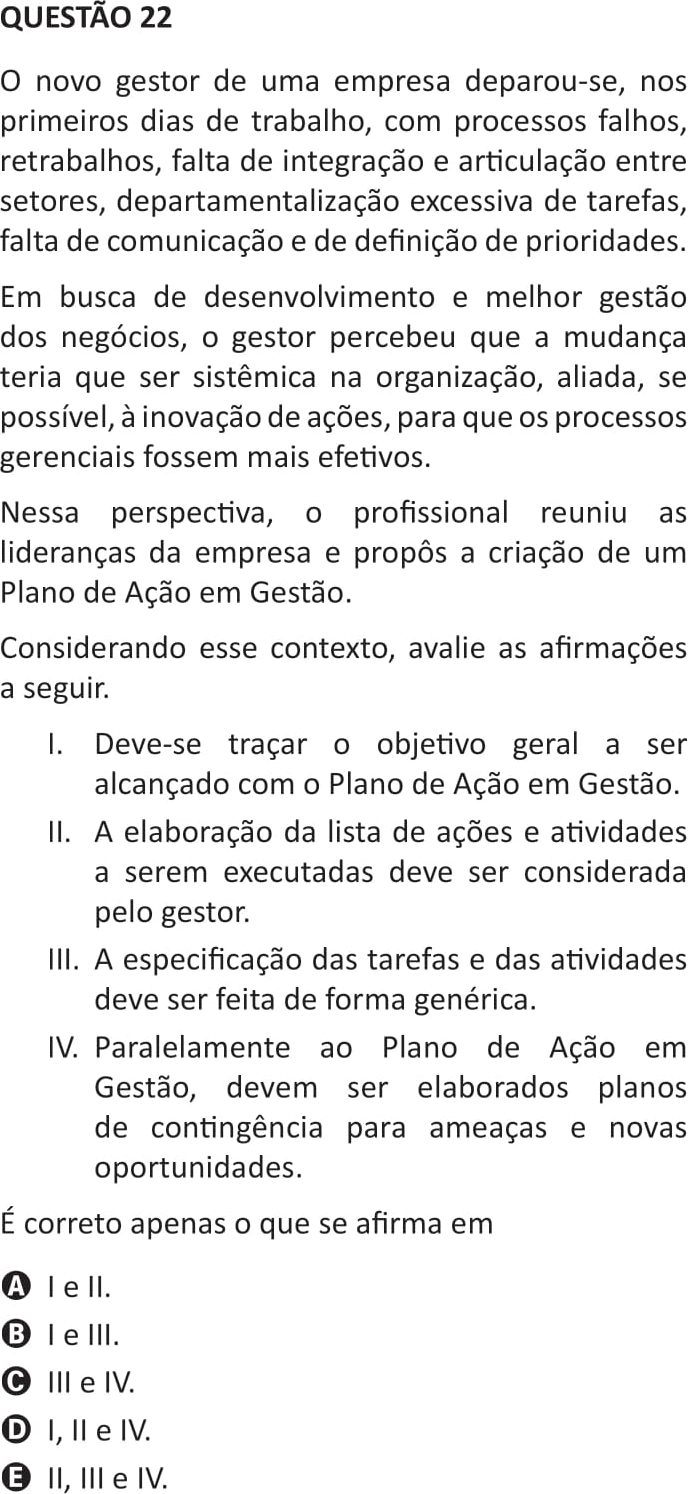 QUESTÃO 22
O novo gestor de uma empresa deparou-se, nos
primeiros dias de trabalho, com processos falhos,
retrabalhos, falta de integração e articulação entre
setores, departamentalização excessiva de tarefas,
falta de comunicação e de definição de prioridades.
Em busca de desenvolvimento e melhor gestão
dos negócios, o gestor percebeu que a mudança
teria que ser sistêmica na organização, aliada, se
possível, à inovação de ações, para que os processos
gerenciais fossem mais efetivos.
Nessa perspectiva, o profissional reuniu as
lideranças da empresa e propôs a criação de um
Plano de Ação em Gestão.
Considerando esse contexto, avalie as afirmações
a seguir.
I. Deve-se traçar o objetivo geral a ser
alcançado com o Plano de Ação em Gestão.
II. A elaboração da lista de ações e atividades
a serem executadas deve ser considerada
pelo gestor.
III. A especificação das tarefas e das atividades
deve ser feita de forma genérica.
IV. Paralelamente ao Plano de Ação em
Gestão, devem ser elaborados planos
de contingência para ameaças e novas
oportunidades.
É correto apenas o que se afirma em
A I e II.
B I e III.
C III e IV.
D I, II e IV.
E II, III e IV.